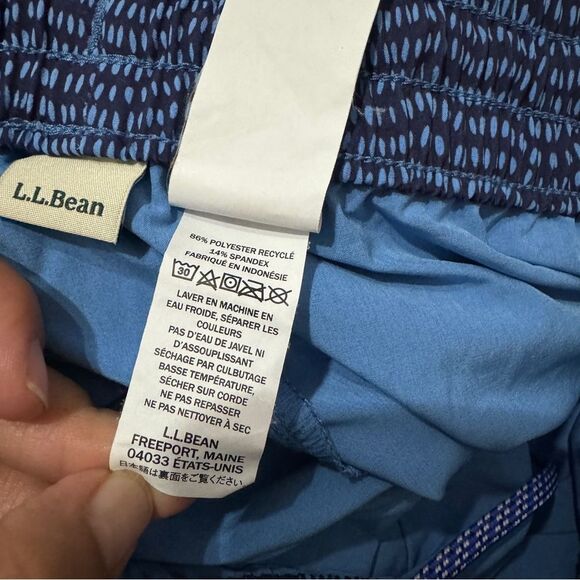 L.L.Bean
86% POLYESTER RECYCLÉ
14% SPANDEX
FABRIQUÉ EN INDONÉSIE
30
LAVER EN MACHINE EN
EAU FROIDE, SÉPARER LES
COULEURS
PAS D'EAU DE JAVEL NI
D'ASSOUPLISSANT
SÉCHAGE PAR CULBUTAGE
BASSE TEMPÉRATURE,
SÉCHER SUR CORDE
NE PAS REPASSER
NE PAS NETTOYER À SEC
L.L.BEAN
FREEPORT, MAINE
04033 ÉTATS-UNIS
日本語は裏面をご覧ください